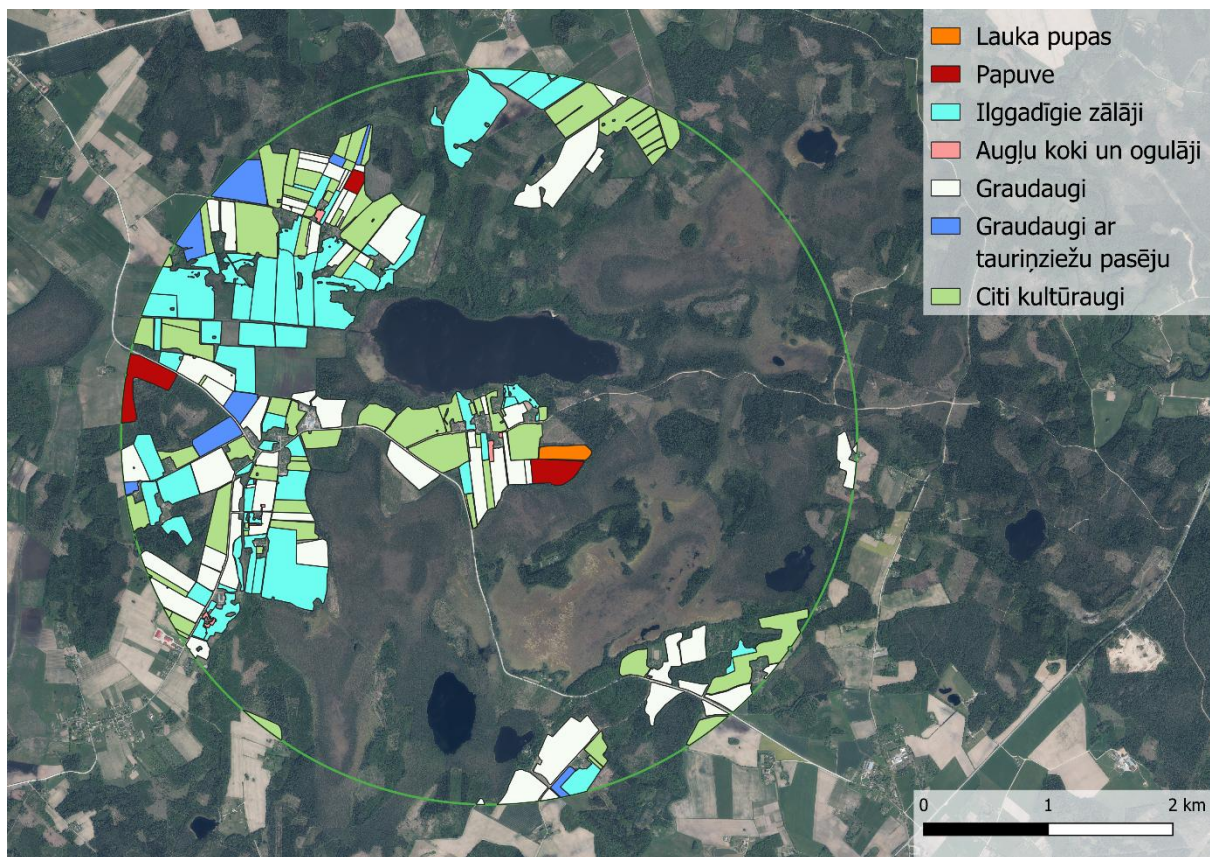 Lauka pupas
Papuve
Ilggadīgie zālāji
Augļu koki un ogulāji
Graudaugi
Graudaugi ar
tauriņziežu pasēju
Citi kultūraugi
0 1 2 km